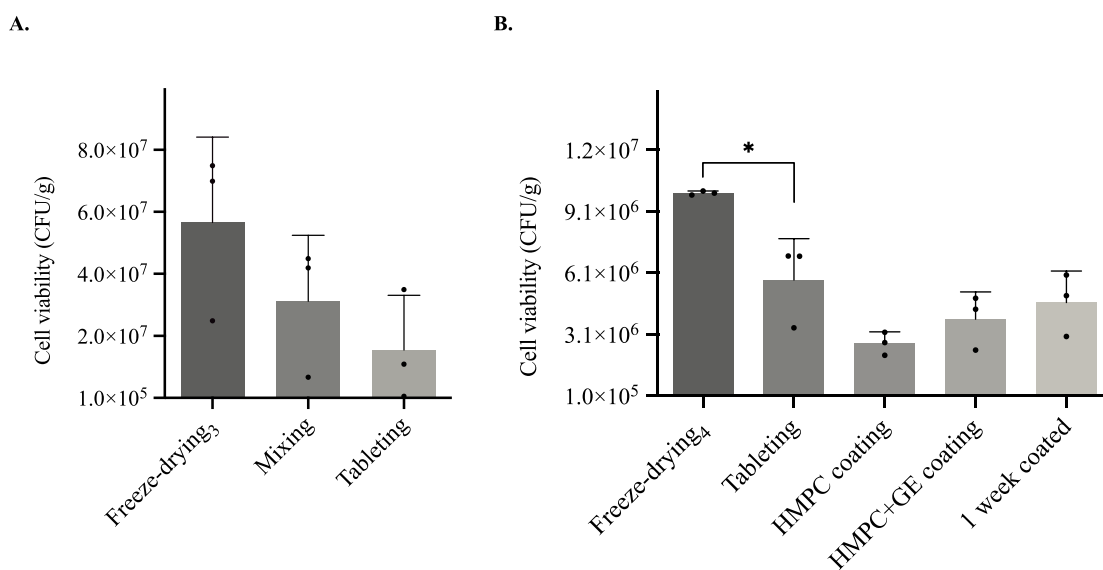 A.
Cell viability (CFU/g)
8.0×10⁷
6.0×10⁷
4.0×10⁷
2.0×10⁷
1.0×10⁵
Freeze-drying₃
Mixing
Tableting
B.
Cell viability (CFU/g)
1.2×10⁷
9.1×10⁶
6.1×10⁶
3.1×10⁶
1.0×10⁵
*
Freeze-drying₄
Tableting
HMPC coating
HMPC+GE coating
1 week coated